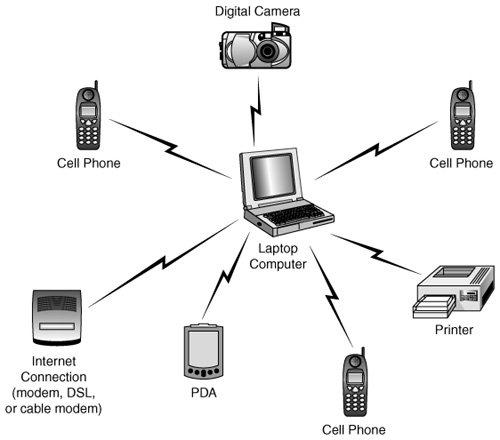 Digital Camera
Cell Phone
Cell Phone
Laptop
Computer
Printer
Internet
Connection
(modem, DSL,
or cable modem)
PDA
Cell Phone